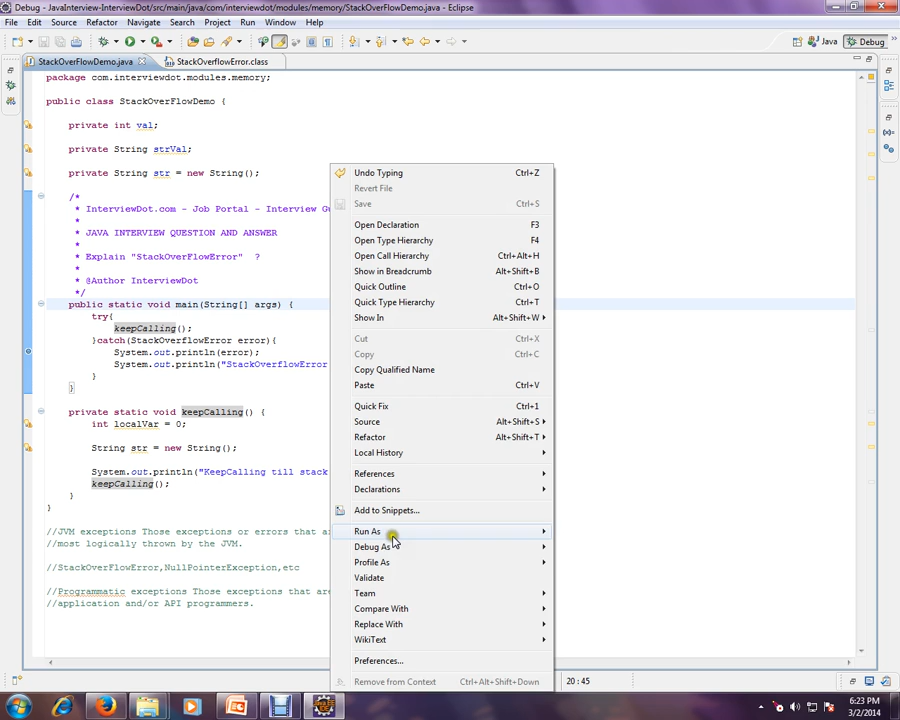 Debug - JavaInterview-InterviewDot/src/main/java/com/interviewdot/modules/memory/StackOverFlowDemo.java - Eclipse
File Edit Source Refactor Navigate Search Project Run Window Help
Java Debug
StackOverFlowDemo.java StackOverflowError.class
package com.interviewdot.modules.memory;
public class StackOverFlowDemo {
private int val;
private String strVal;
private String str = new String();
/*
* InterviewDot.com - Job Portal - Interview Gu
*
* JAVA INTERVIEW QUESTION AND ANSWER
*
* Explain "StackOverFlowError" ?
*
* @Author InterviewDot
*/
public static void main(String[] args) {
try{
keepCalling();
}catch(StackOverflowError error){
System.out.println(error);
System.out.println("StackOverflowError
}
}
private static void keepCalling() {
int localVar = 0;
String str = new String();
System.out.println("KeepCalling till stack
keepCalling();
}
}
//JVM exceptions Those exceptions or errors that ar
//most logically thrown by the JVM.
//StackOverFlowError,NullPointerException,etc
//Programmatic exceptions Those exceptions that are
//application and/or API programmers.
Undo Typing Ctrl+Z
Revert File
Save Ctrl+S
Open Declaration F3
Open Type Hierarchy F4
Open Call Hierarchy Ctrl+Alt+H
Show in Breadcrumb Alt+Shift+B
Quick Outline Ctrl+O
Quick Type Hierarchy Ctrl+T
Show In Alt+Shift+W
Cut Ctrl+X
Copy Ctrl+C
Copy Qualified Name
Paste Ctrl+V
Quick Fix Ctrl+1
Source Alt+Shift+S
Refactor Alt+Shift+T
Local History
References
Declarations
Add to Snippets...
Run As
Debug As
Profile As
Validate
Team
Compare With
Replace With
WikiText
Preferences...
Remove from Context Ctrl+Alt+Shift+Down
20 : 45
6:23 PM
3/2/2014